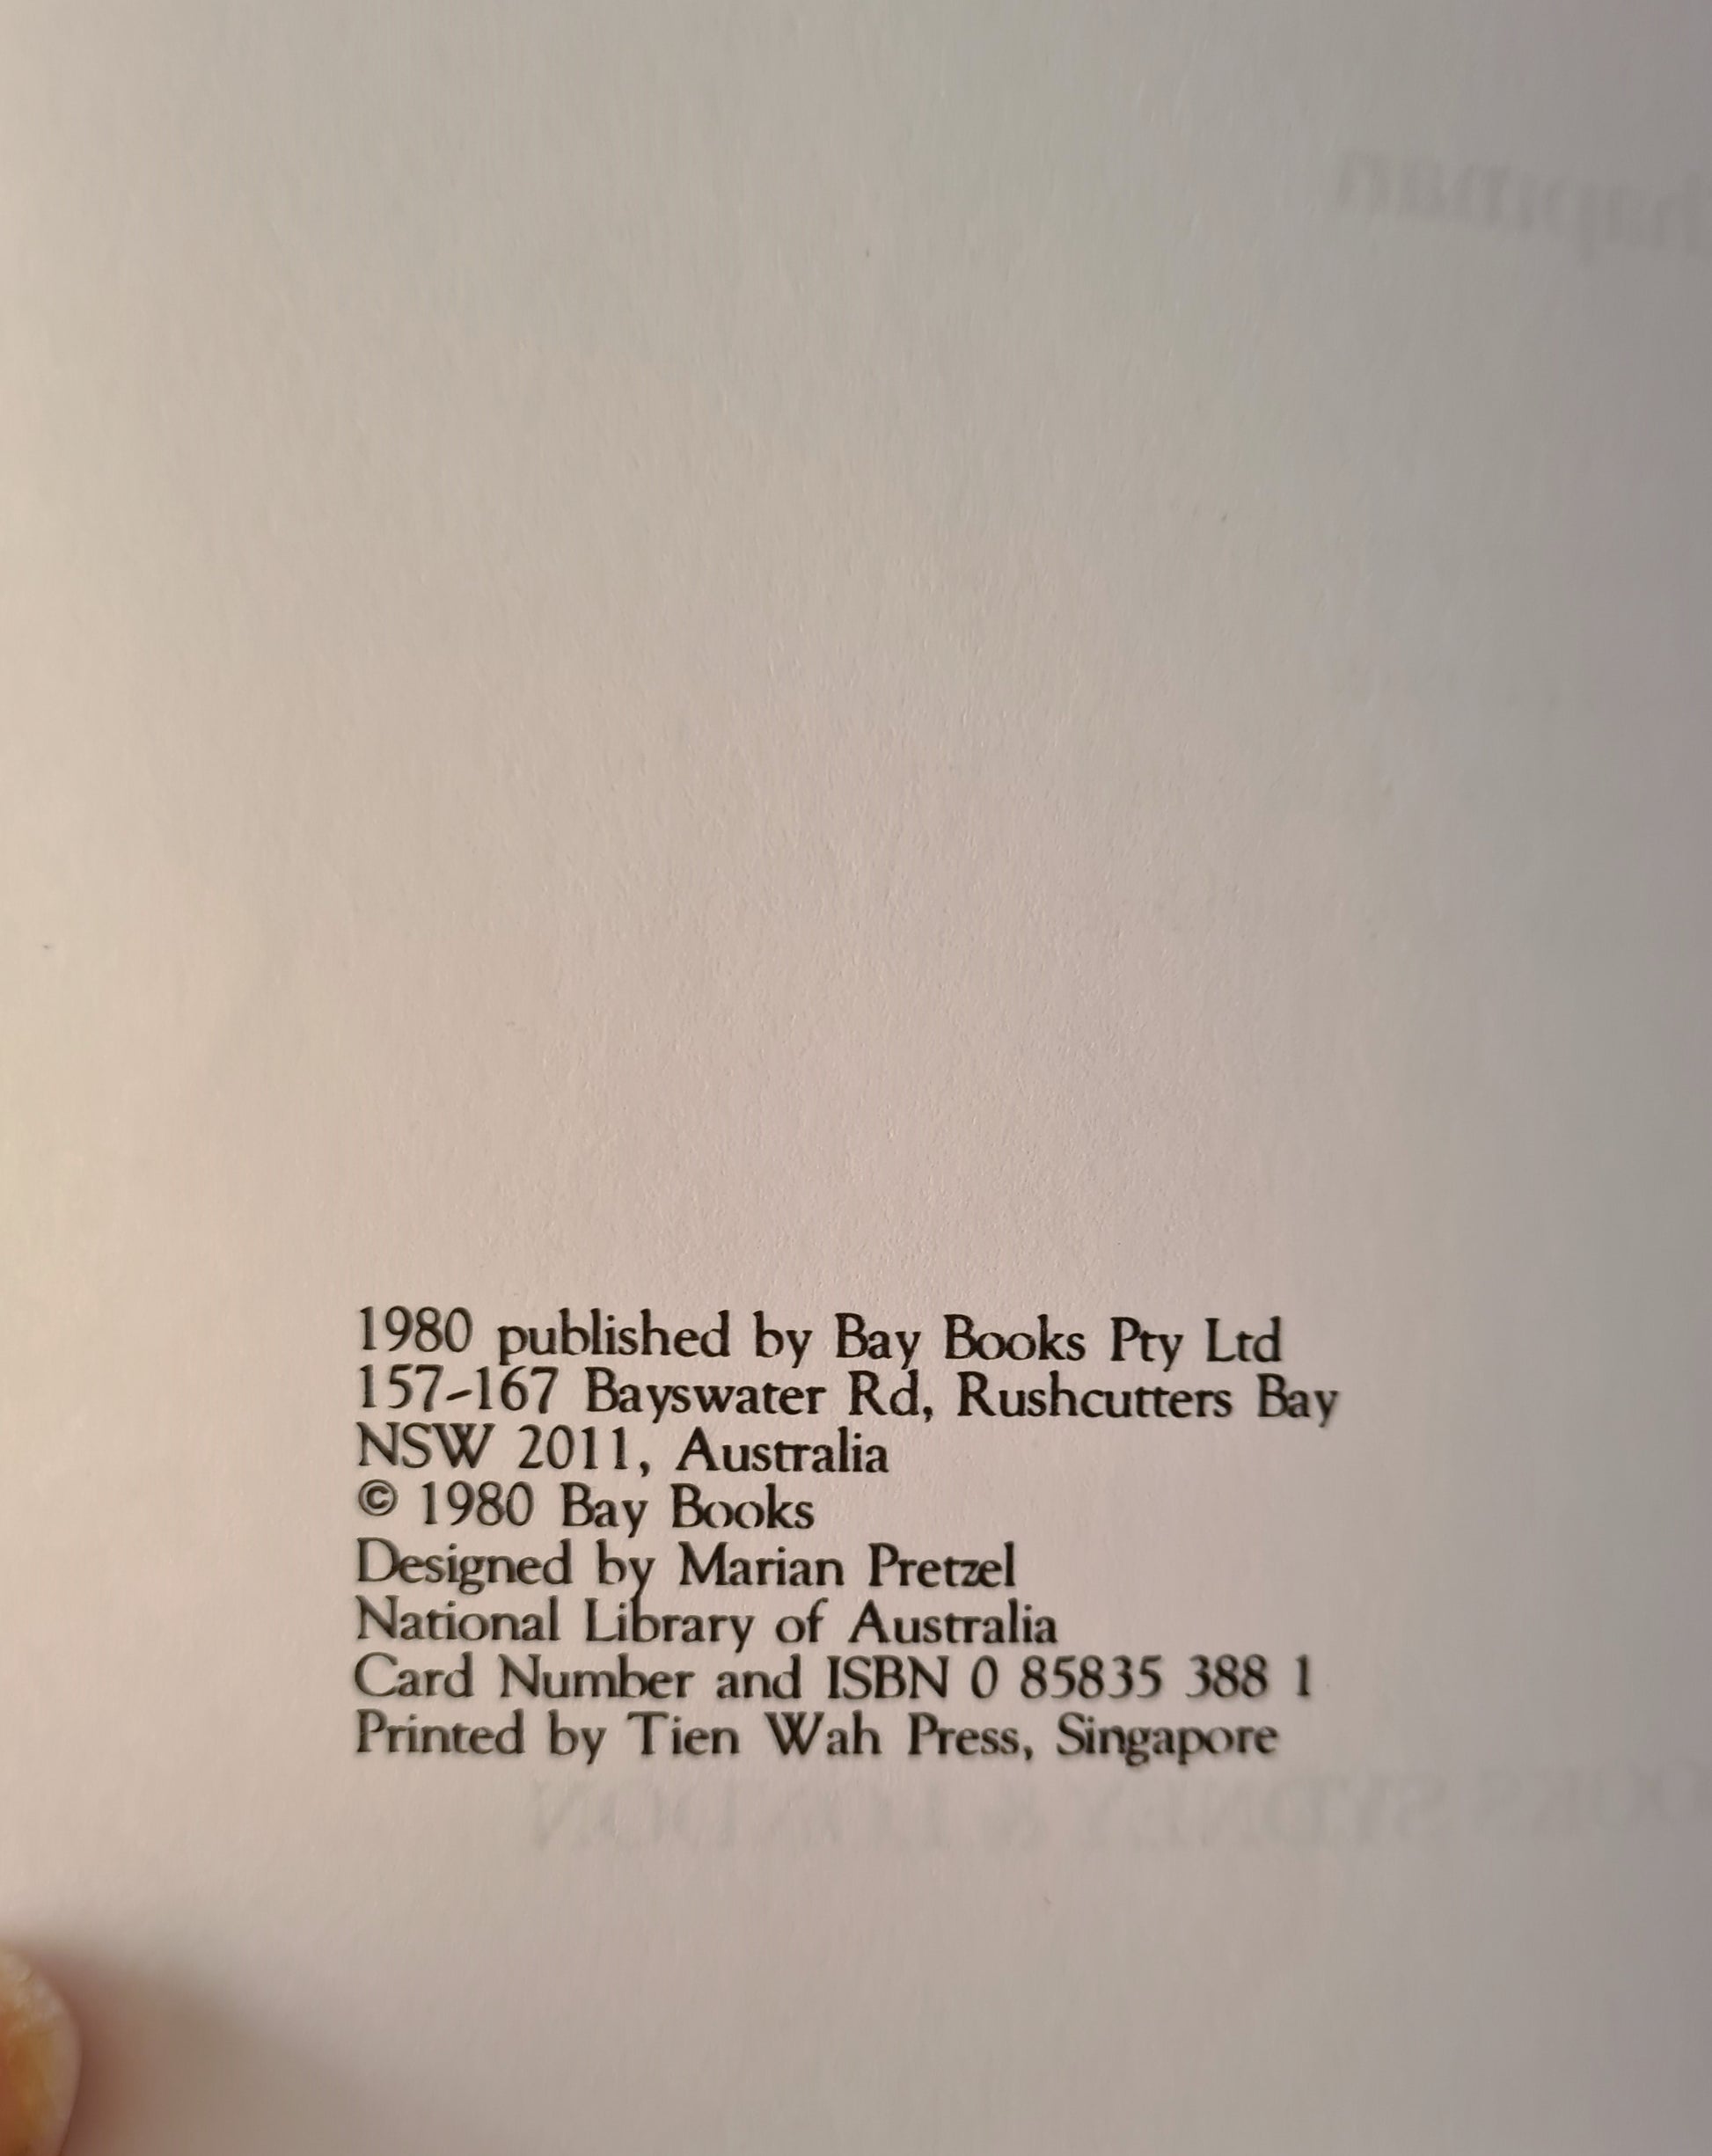 1980 published by Bay Books Pty Ltd
157-167 Bayswater Rd, Rushcutters Bay
NSW 2011, Australia
© 1980 Bay Books
Designed by Marian Pretzel
National Library of Australia
Card Number and ISBN 0 85835 388 1
Printed by Tien Wah Press, Singapore